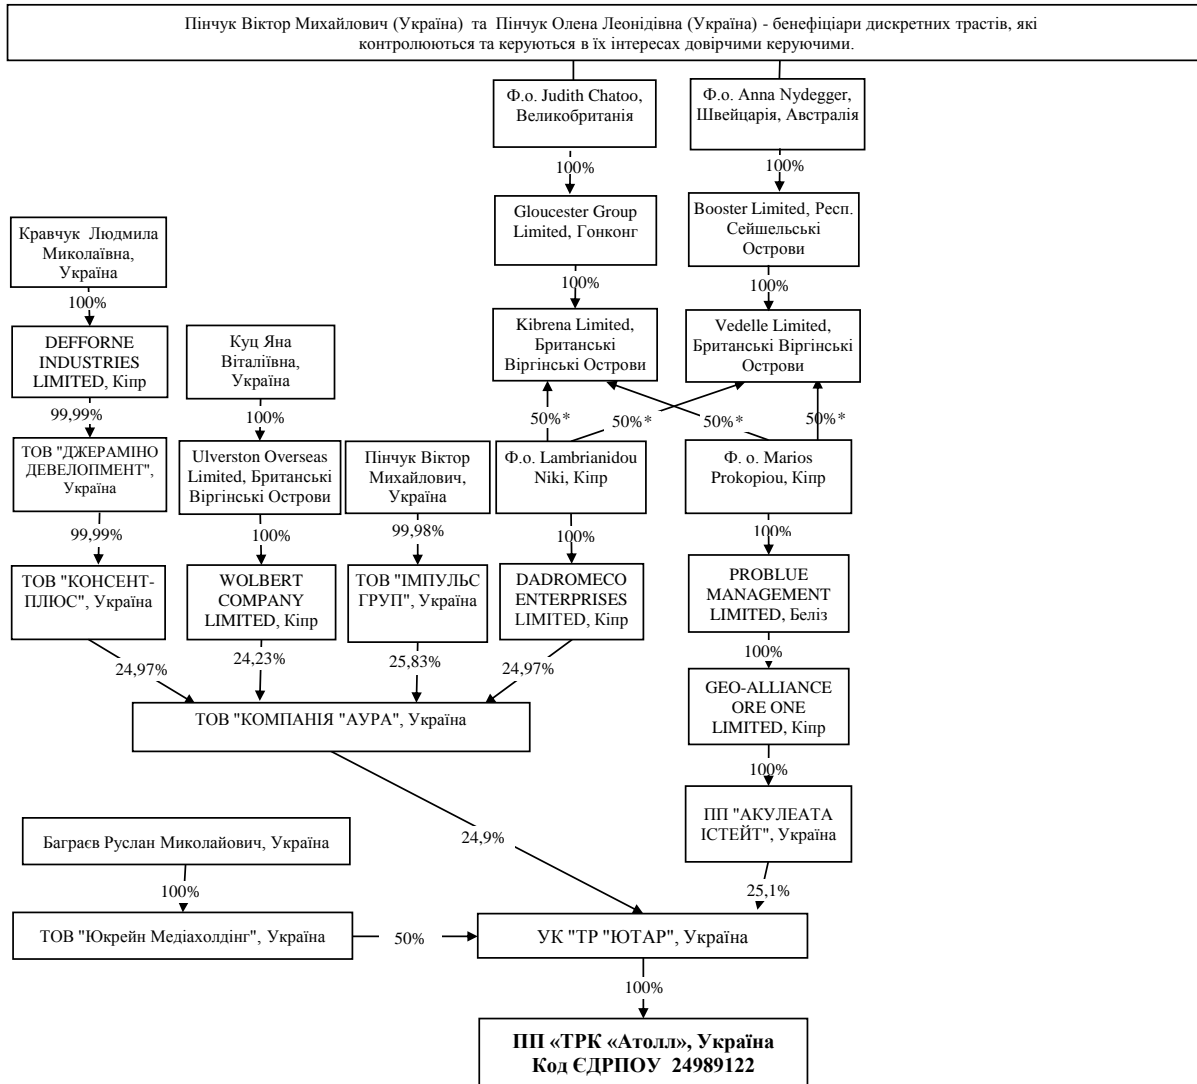 Пінчук Віктор Михайлович (Україна) та Пінчук Олена Леонідівна (Україна) - бенефіціари дискретних трастів, які
контролюються та керуються в їх інтересах довірчими керуючими.
Ф.о. Judith Chatoo,
Великобританія
Ф.о. Anna Nydegger,
Швейцарія, Австралія
100%
100%
Gloucester Group
Limited, Гонконг
Booster Limited, Респ.
Сейшельські
Острови
Кравчук Людмила
Миколаївна,
Україна
100%
100%
100%
Kibrena Limited,
Британські
Віргінські Острови
Vedelle Limited,
Британські Віргінські
Острови
DEFFORNE
INDUSTRIES
LIMITED, Кіпр
Куц Яна
Віталіївна,
Україна
99,99%
100%
50%*
50%*
50%*
50%*
ТОВ "ДЖЕРАМІНО
ДЕВЕЛОПМЕНТ",
Україна
Ulverston Overseas
Limited, Британські
Віргінські Острови
Пінчук Віктор
Михайлович,
Україна
Ф.о. Lambrianidou
Niki, Кіпр
Ф. о. Marios
Prokopiou, Кіпр
99,99%
100%
99,98%
100%
100%
ТОВ "КОНСЕНТ-
ПЛЮС", Україна
WOLBERT
COMPANY
LIMITED, Кіпр
ТОВ "ІМПУЛЬС
ГРУП", Україна
DADROMECO
ENTERPRISES
LIMITED, Кіпр
PROBLUE
MANAGEMENT
LIMITED, Беліз
24,97%
24,23%
25,83%
24,97%
100%
ТОВ "КОМПАНІЯ "АУРА", Україна
GEO-ALLIANCE
ORE ONE
LIMITED, Кіпр
100%
ПП "АКУЛЕАТА
ІСТЕЙТ", Україна
24,9%
Баграєв Руслан Миколайович, Україна
100%
25,1%
ТОВ "Юкрейн Медіахолдінг", Україна
50%
УК "ТР "ЮТАР", Україна
100%
ПП «ТРК «Атолл», Україна
Код ЄДРПОУ 24989122